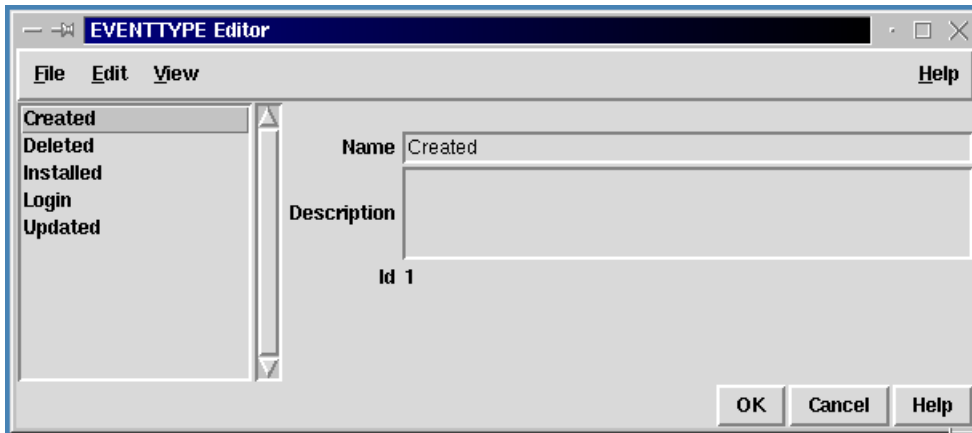 EVENTTYPE Editor
File Edit View Help
Created
Deleted
Installed
Login
Updated
Name Created
Description
Id 1
OK Cancel Help